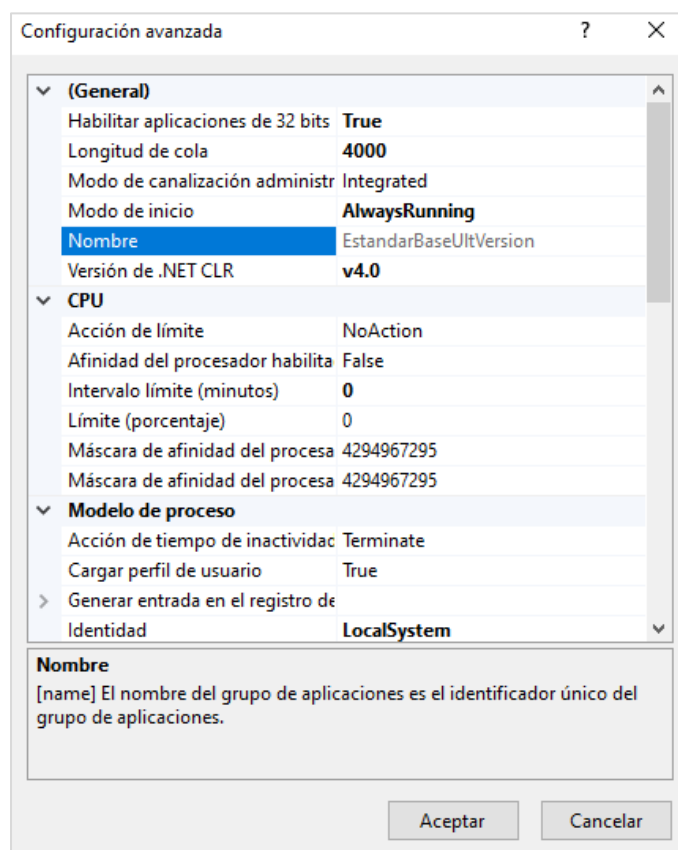 Configuración avanzada ? ×
(General)
Habilitar aplicaciones de 32 bits True
Longitud de cola 4000
Modo de canalización administr Integrated
Modo de inicio AlwaysRunning
Nombre EstandarBaseUltVersion
Versión de .NET CLR v4.0
CPU
Acción de límite NoAction
Afinidad del procesador habilita False
Intervalo límite (minutos) 0
Límite (porcentaje) 0
Máscara de afinidad del procesa 4294967295
Máscara de afinidad del procesa 4294967295
Modelo de proceso
Acción de tiempo de inactividad Terminate
Cargar perfil de usuario True
Generar entrada en el registro de
Identidad LocalSystem
Nombre
[name] El nombre del grupo de aplicaciones es el identificador único del
grupo de aplicaciones.
Aceptar Cancelar